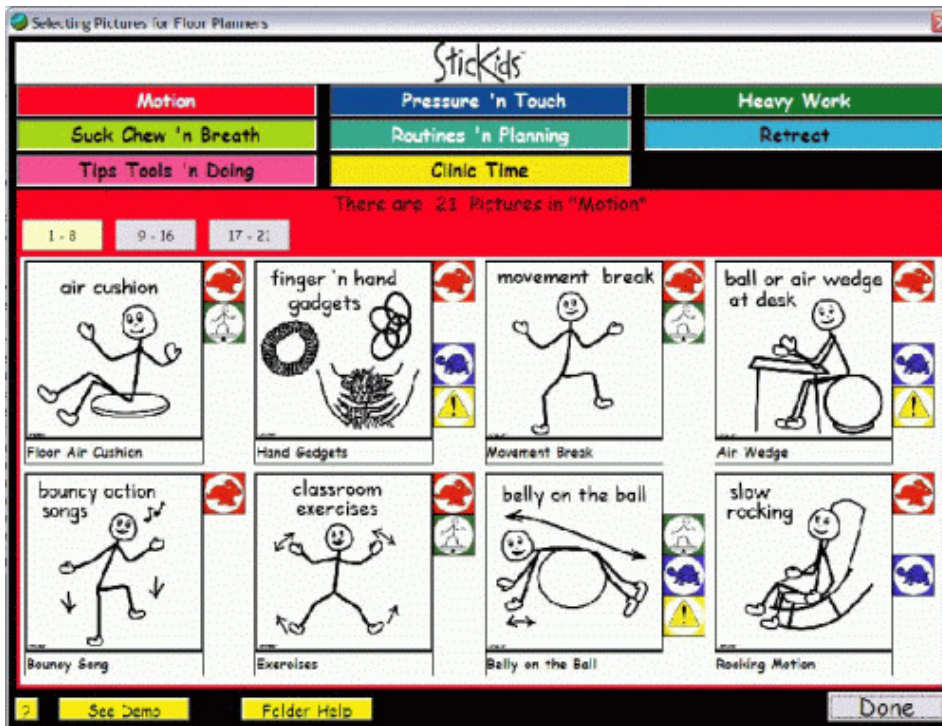 Selecting Pictures for Floor Planners
SticKids
Motion
Pressure 'n Touch
Heavy Work
Suck Chew 'n Breath
Routines 'n Planning
Retreat
Tips Tools 'n Doing
Clinic Time
There are 21 Pictures in "Motion"
1 - 8
9 - 16
17 - 21
air cushion
Floor Air Cushion
finger 'n hand
gadgets
Hand Gadgets
movement break
Movement Break
ball or air wedge
at desk
Air Wedge
bouncy action
songs
Bouncy Song
classroom
exercises
Exercises
belly on the ball
Belly on the Ball
slow
rocking
Rocking Motion
?
See Demo
Folder Help
Done